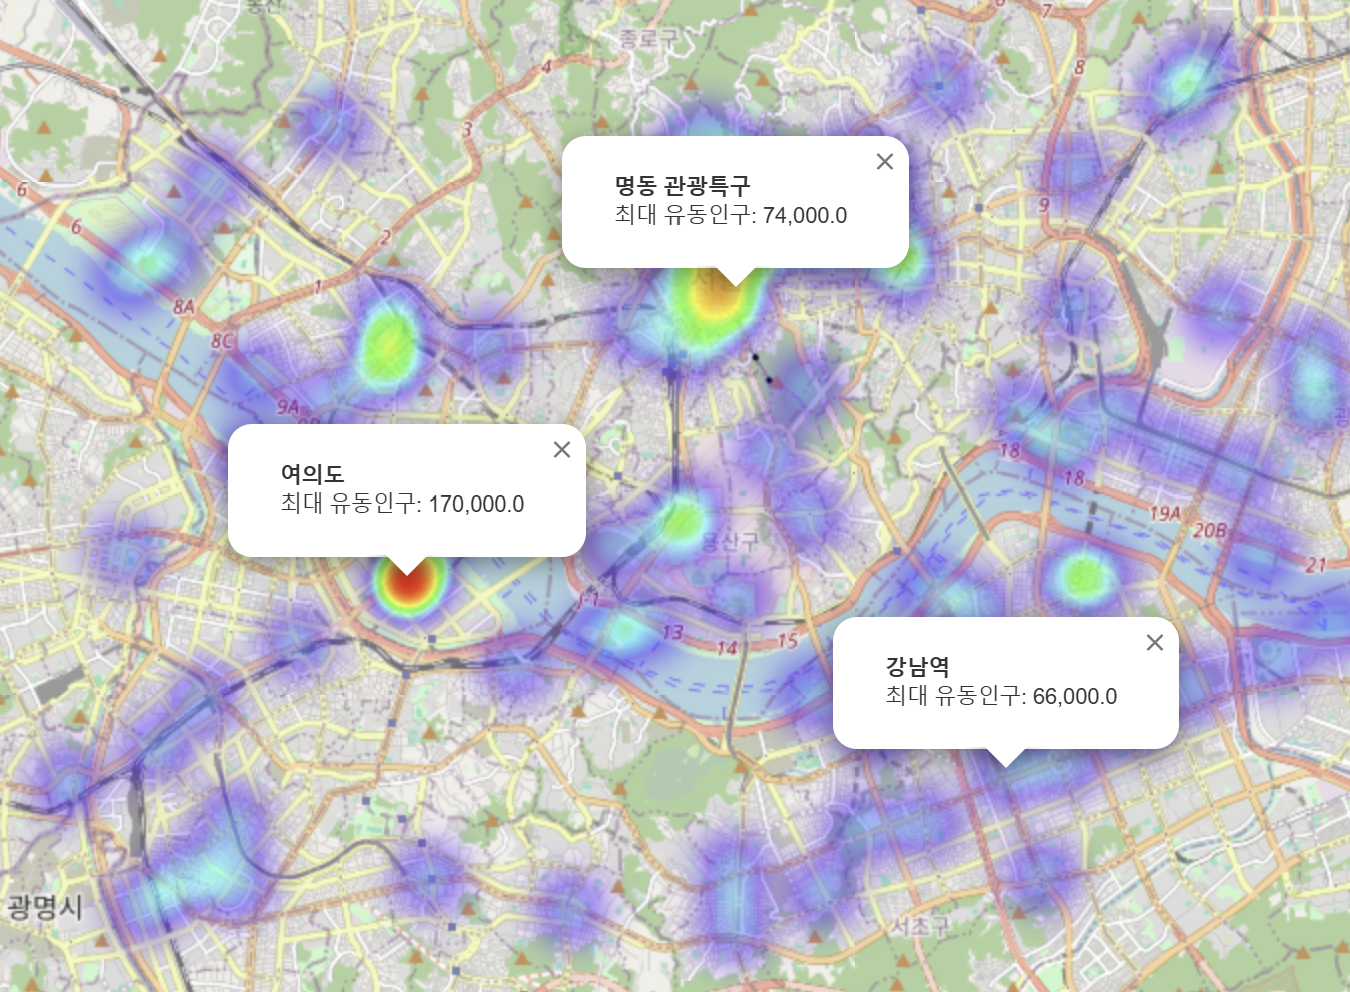 종로구
7
6
4
8
3
명동 관광특구
최대 유동인구: 74,000.0
6
9
6
2
1
8A
8C
9A
18
여의도
최대 유동인구: 170,000.0
18
19A
20B
용산구
21
13
14
15
강남역
최대 유동인구: 66,000.0
광명시
서초구